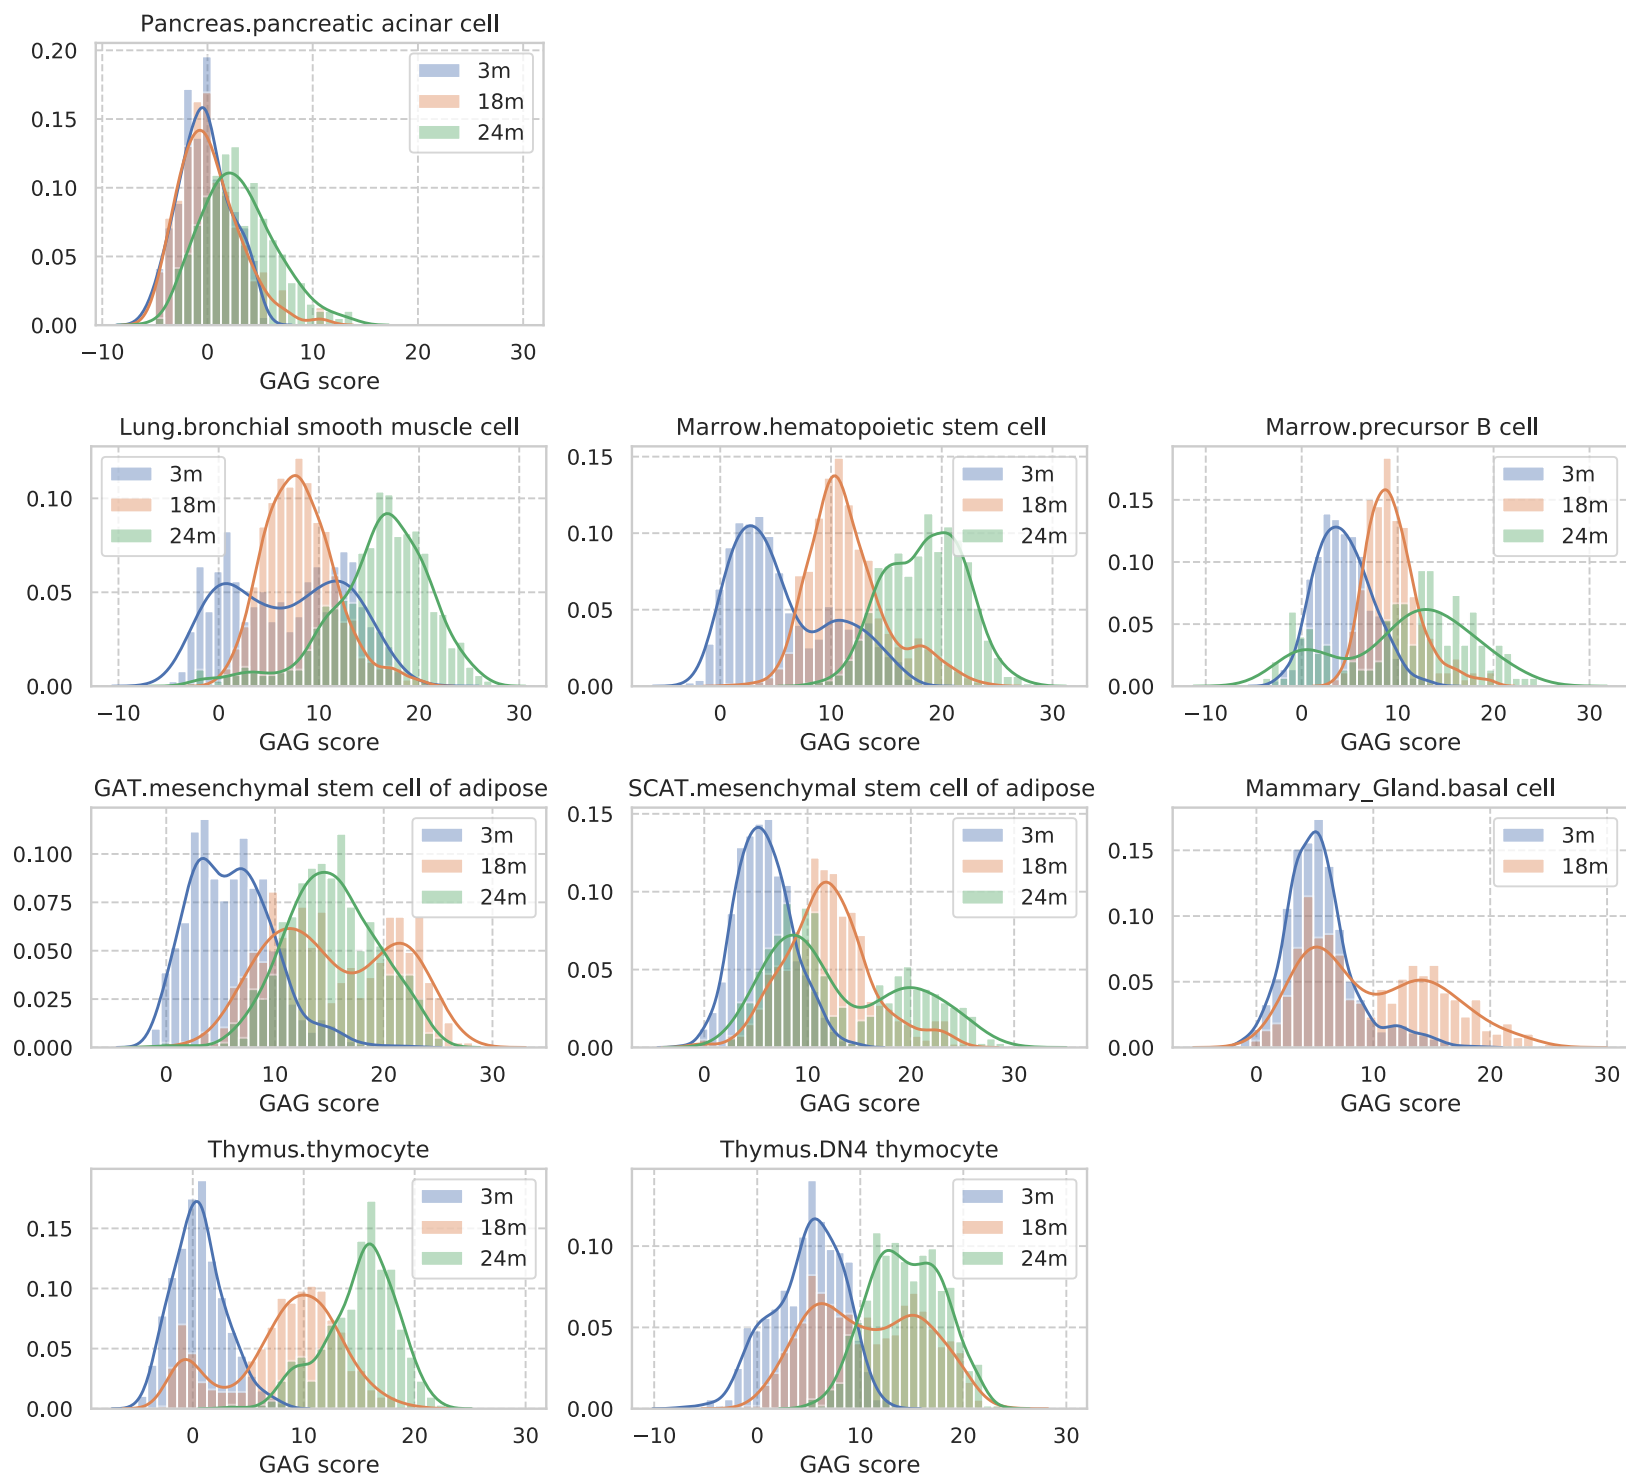 Pancreas.pancreatic acinar cell
0.20
0.15
0.10
0.05
0.00
3m
18m
24m
−10 0 10 20 30
GAG score
Lung.bronchial smooth muscle cell
0.10
0.05
0.00
3m
18m
24m
−10 0 10 20 30
GAG score
Marrow.hematopoietic stem cell
0.15
0.10
0.05
0.00
3m
18m
24m
0 10 20 30
GAG score
Marrow.precursor B cell
0.15
0.10
0.05
0.00
3m
18m
24m
−10 0 10 20 30
GAG score
GAT.mesenchymal stem cell of adipose
0.100
0.075
0.050
0.025
0.000
3m
18m
24m
0 10 20 30
GAG score
SCAT.mesenchymal stem cell of adipose
0.15
0.10
0.05
0.00
3m
18m
24m
0 10 20 30
GAG score
Mammary_Gland.basal cell
0.15
0.10
0.05
0.00
3m
18m
0 10 20 30
GAG score
Thymus.thymocyte
0.15
0.10
0.05
0.00
3m
18m
24m
0 10 20 30
GAG score
Thymus.DN4 thymocyte
0.10
0.05
0.00
3m
18m
24m
−10 0 10 20 30
GAG score